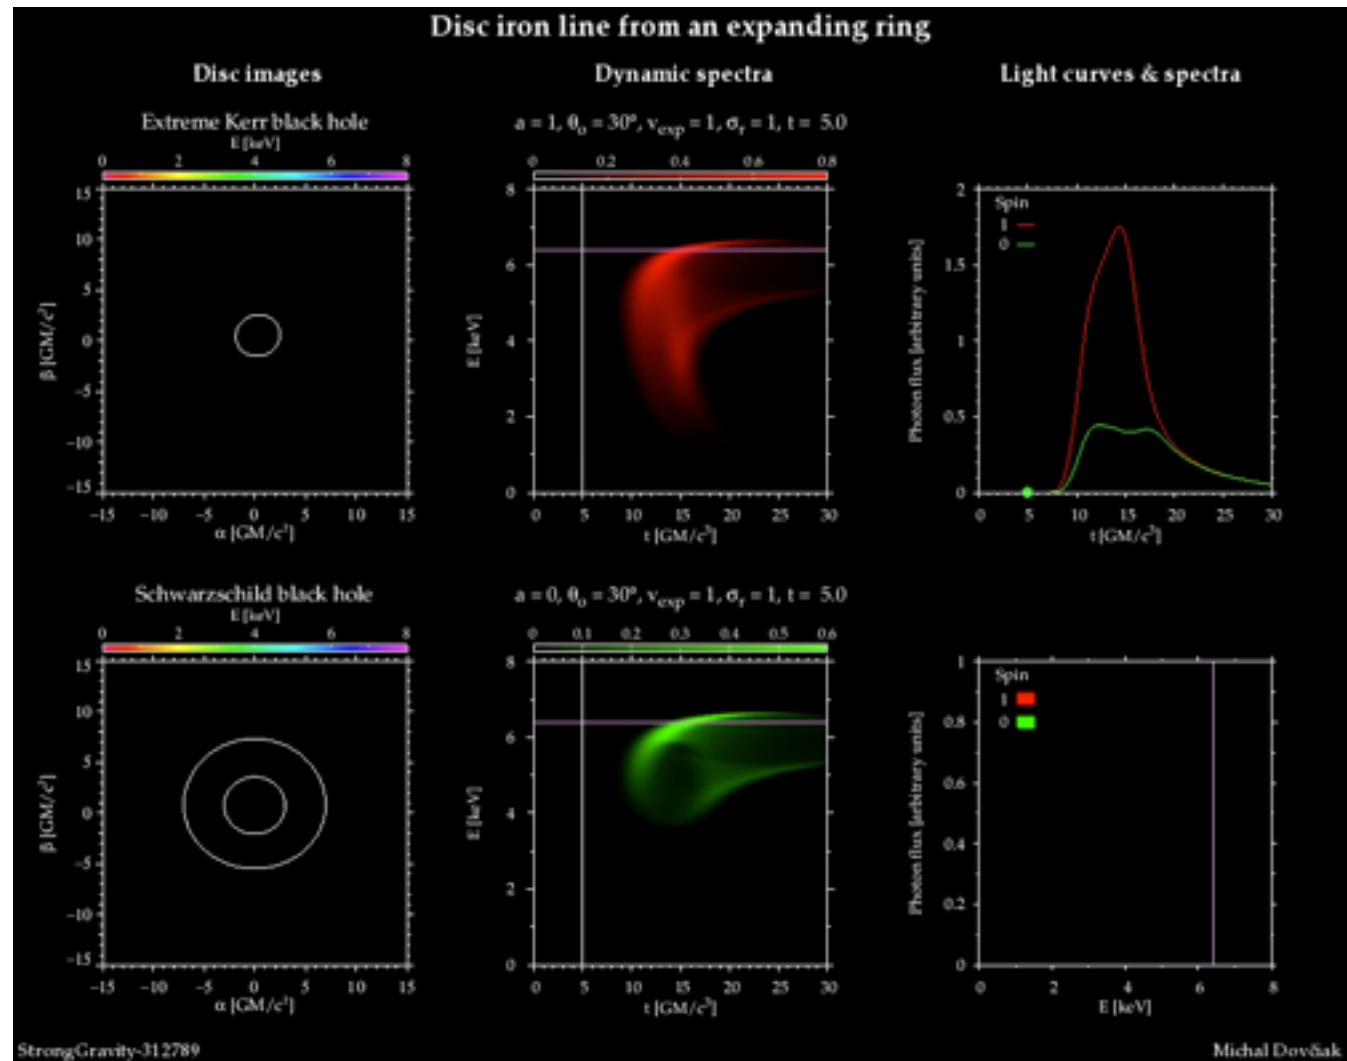 Disc iron line from an expanding ring
Disc images
Dynamic spectra
Light curves & spectra
Extreme Kerr black hole
E [keV]
0 2 4 6 8
15
10
5
0
−5
−10
−15
β [GM/c²]
−15 −10 −5 0 5 10 15
α [GM/c²]
a = 1, θₒ = 30°, vₑₓₚ = 1, σᵣ = 1, t = 5.0
0 0.2 0.4 0.6 0.8
8
6
4
2
0
E [keV]
0 5 10 15 20 25 30
t [GM/c³]
2
1.5
1
0.5
0
Photon flux [arbitrary units]
Spin
1
0
0 5 10 15 20 25 30
t [GM/c³]
Schwarzschild black hole
E [keV]
0 2 4 6 8
15
10
5
0
−5
−10
−15
β [GM/c²]
−15 −10 −5 0 5 10 15
α [GM/c²]
a = 0, θₒ = 30°, vₑₓₚ = 1, σᵣ = 1, t = 5.0
0 0.1 0.2 0.3 0.4 0.5 0.6
8
6
4
2
0
E [keV]
0 5 10 15 20 25 30
t [GM/c³]
1
0.8
0.6
0.4
0.2
0
Photon flux [arbitrary units]
Spin
1
0
0 2 4 6 8
E [keV]
StrongGravity-312789
Michal Dovčiak